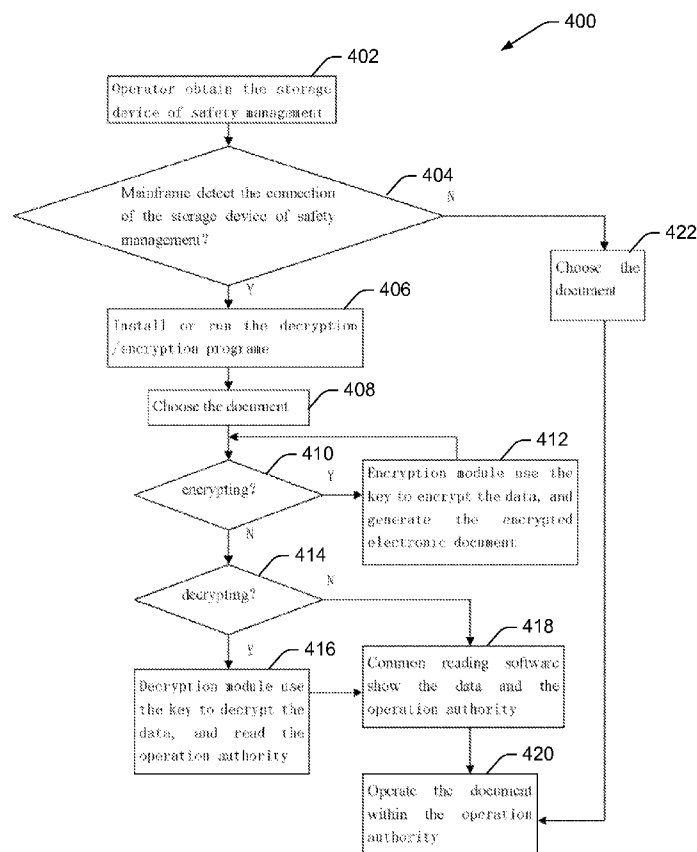 400
402
Operator obtain the storage
device of safety management
404
Mainframe detect the connection
of the storage device of safety
management?
N
422
Choose the
document
Y
406
Install or run the decryption
/encryption programe
408
Choose the document
410
encrypting?
Y
412
Encryption module use the
key to encrypt the data, and
generate the encrypted
electronic document
N
414
decrypting?
N
Y
416
Decryption module use
the key to decrypt the
data, and read the
operation authority
418
Common reading software
show the data and the
operation authority
420
Operate the document
within the operation
authority